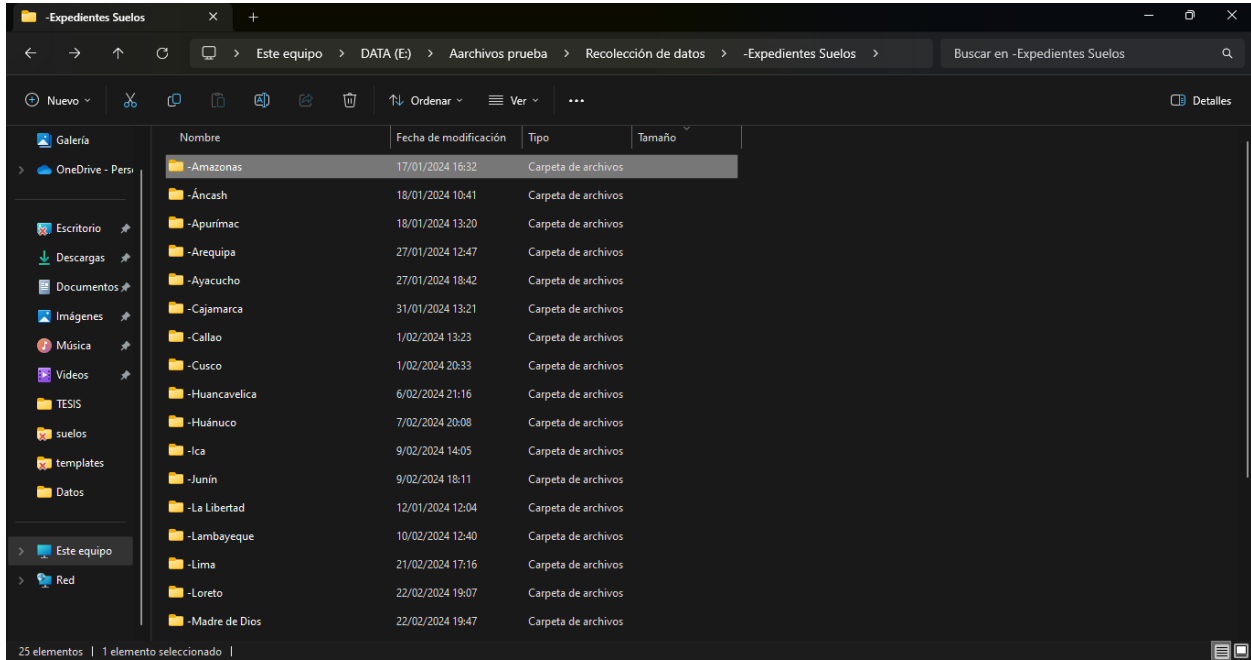 -Expedientes Suelos
Este equipo > DATA (E:) > Aarchivos prueba > Recolección de datos > -Expedientes Suelos >
Buscar en -Expedientes Suelos
Nuevo
Ordenar
Ver
Detalles
Galería
OneDrive - Pers
Escritorio
Descargas
Documentos
Imágenes
Música
Videos
TESIS
suelos
templates
Datos
Este equipo
Red
Nombre Fecha de modificación Tipo Tamaño
-Amazonas 17/01/2024 16:32 Carpeta de archivos
-Áncash 18/01/2024 10:41 Carpeta de archivos
-Apurímac 18/01/2024 13:20 Carpeta de archivos
-Arequipa 27/01/2024 12:47 Carpeta de archivos
-Ayacucho 27/01/2024 18:42 Carpeta de archivos
-Cajamarca 31/01/2024 13:21 Carpeta de archivos
-Callao 1/02/2024 13:23 Carpeta de archivos
-Cusco 1/02/2024 20:33 Carpeta de archivos
-Huancavelica 6/02/2024 21:16 Carpeta de archivos
-Huánuco 7/02/2024 20:08 Carpeta de archivos
-Ica 9/02/2024 14:05 Carpeta de archivos
-Junín 9/02/2024 18:11 Carpeta de archivos
-La Libertad 12/01/2024 12:04 Carpeta de archivos
-Lambayeque 10/02/2024 12:40 Carpeta de archivos
-Lima 21/02/2024 17:16 Carpeta de archivos
-Loreto 22/02/2024 19:07 Carpeta de archivos
-Madre de Dios 22/02/2024 19:47 Carpeta de archivos
25 elementos | 1 elemento seleccionado |